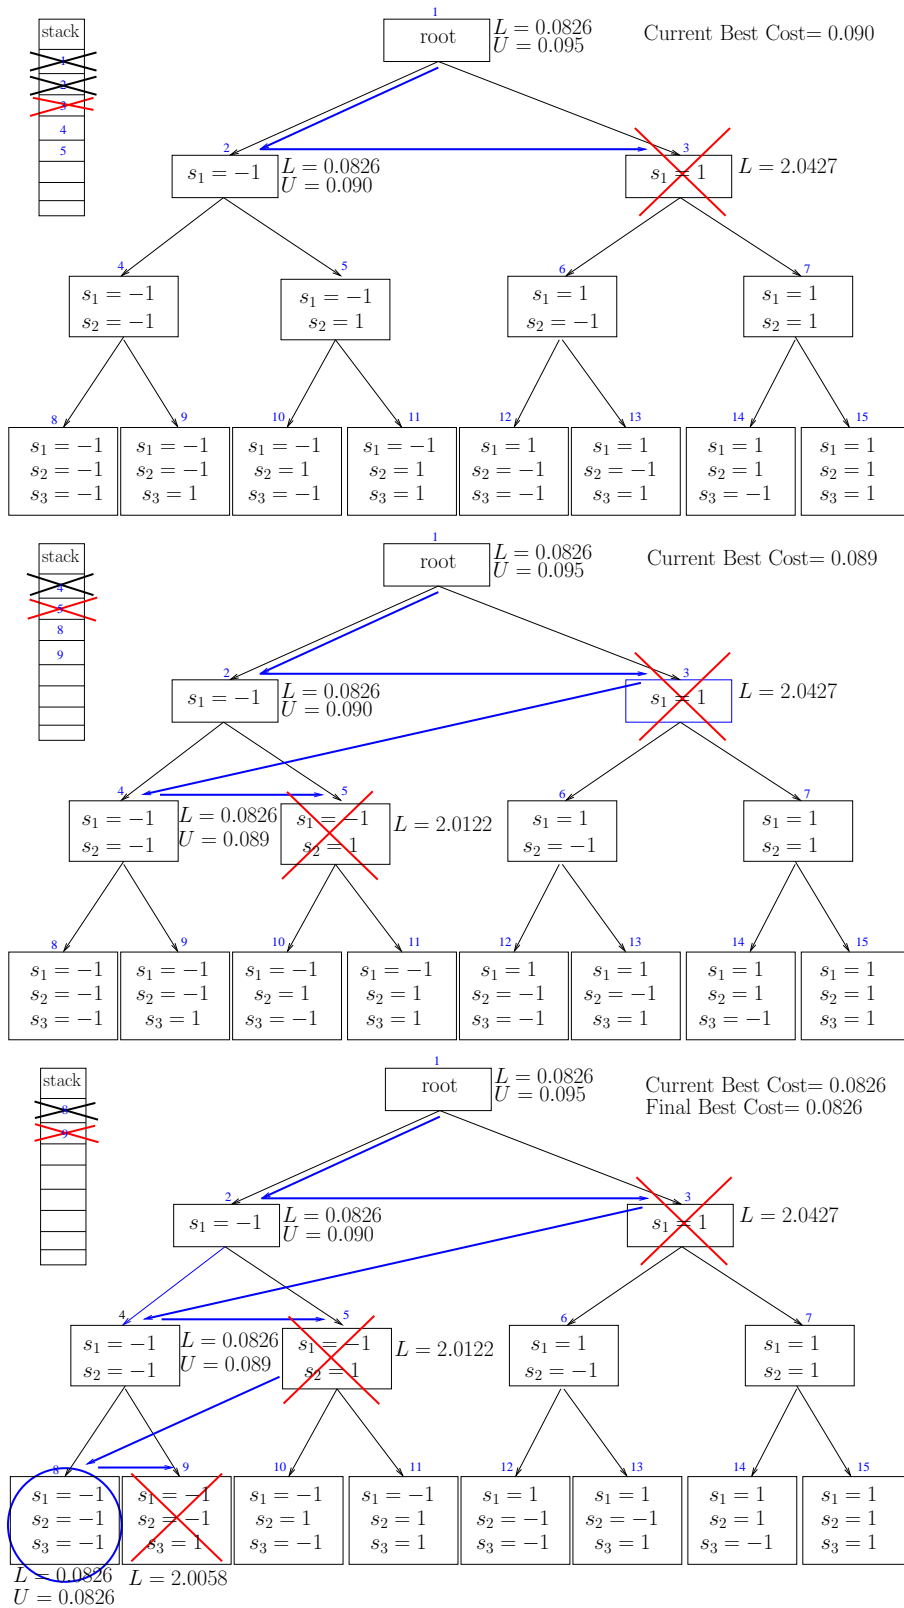 stack
1
2
3
4
5
1
root
L = 0.0826
U = 0.095
Current Best Cost= 0.090
2
s1 = −1
L = 0.0826
U = 0.090
3
s1 = 1
L = 2.0427
4
s1 = −1
s2 = −1
5
s1 = −1
s2 = 1
6
s1 = 1
s2 = −1
7
s1 = 1
s2 = 1
8
s1 = −1
s2 = −1
s3 = −1
9
s1 = −1
s2 = −1
s3 = 1
10
s1 = −1
s2 = 1
s3 = −1
11
s1 = −1
s2 = 1
s3 = 1
12
s1 = 1
s2 = −1
s3 = −1
13
s1 = 1
s2 = −1
s3 = 1
14
s1 = 1
s2 = 1
s3 = −1
15
s1 = 1
s2 = 1
s3 = 1
stack
4
5
8
9
1
root
L = 0.0826
U = 0.095
Current Best Cost= 0.089
2
s1 = −1
L = 0.0826
U = 0.090
3
s1 = 1
L = 2.0427
4
s1 = −1
s2 = −1
L = 0.0826
U = 0.089
5
s1 = −1
s2 = 1
L = 2.0122
6
s1 = 1
s2 = −1
7
s1 = 1
s2 = 1
8
s1 = −1
s2 = −1
s3 = −1
9
s1 = −1
s2 = −1
s3 = 1
10
s1 = −1
s2 = 1
s3 = −1
11
s1 = −1
s2 = 1
s3 = 1
12
s1 = 1
s2 = −1
s3 = −1
13
s1 = 1
s2 = −1
s3 = 1
14
s1 = 1
s2 = 1
s3 = −1
15
s1 = 1
s2 = 1
s3 = 1
stack
8
9
1
root
L = 0.0826
U = 0.095
Current Best Cost= 0.0826
Final Best Cost= 0.0826
2
s1 = −1
L = 0.0826
U = 0.090
3
s1 = 1
L = 2.0427
4
s1 = −1
s2 = −1
L = 0.0826
U = 0.089
5
s1 = −1
s2 = 1
L = 2.0122
6
s1 = 1
s2 = −1
7
s1 = 1
s2 = 1
8
s1 = −1
s2 = −1
s3 = −1
L = 0.0826
U = 0.0826
9
s1 = −1
s2 = −1
s3 = 1
L = 2.0058
10
s1 = −1
s2 = 1
s3 = −1
11
s1 = −1
s2 = 1
s3 = 1
12
s1 = 1
s2 = −1
s3 = −1
13
s1 = 1
s2 = −1
s3 = 1
14
s1 = 1
s2 = 1
s3 = −1
15
s1 = 1
s2 = 1
s3 = 1